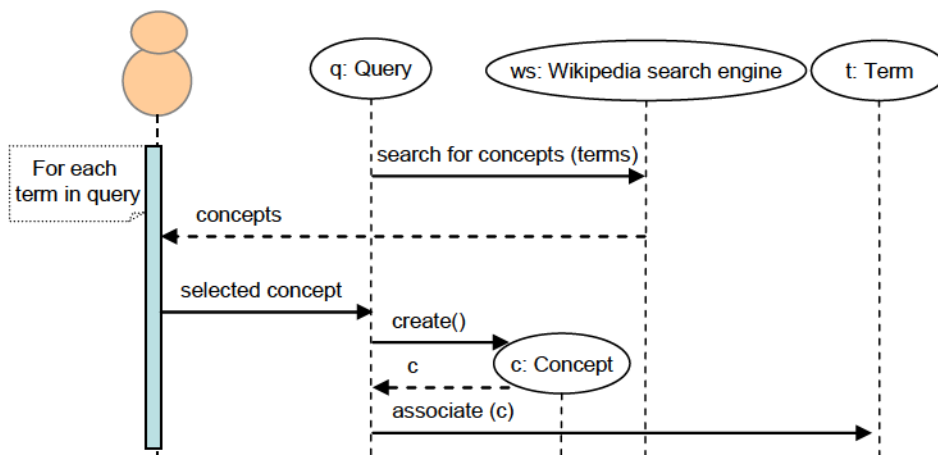 q: Query
ws: Wikipedia search engine
t: Term
search for concepts (terms)
For each
term in query
concepts
selected concept
create()
c: Concept
c
associate (c)